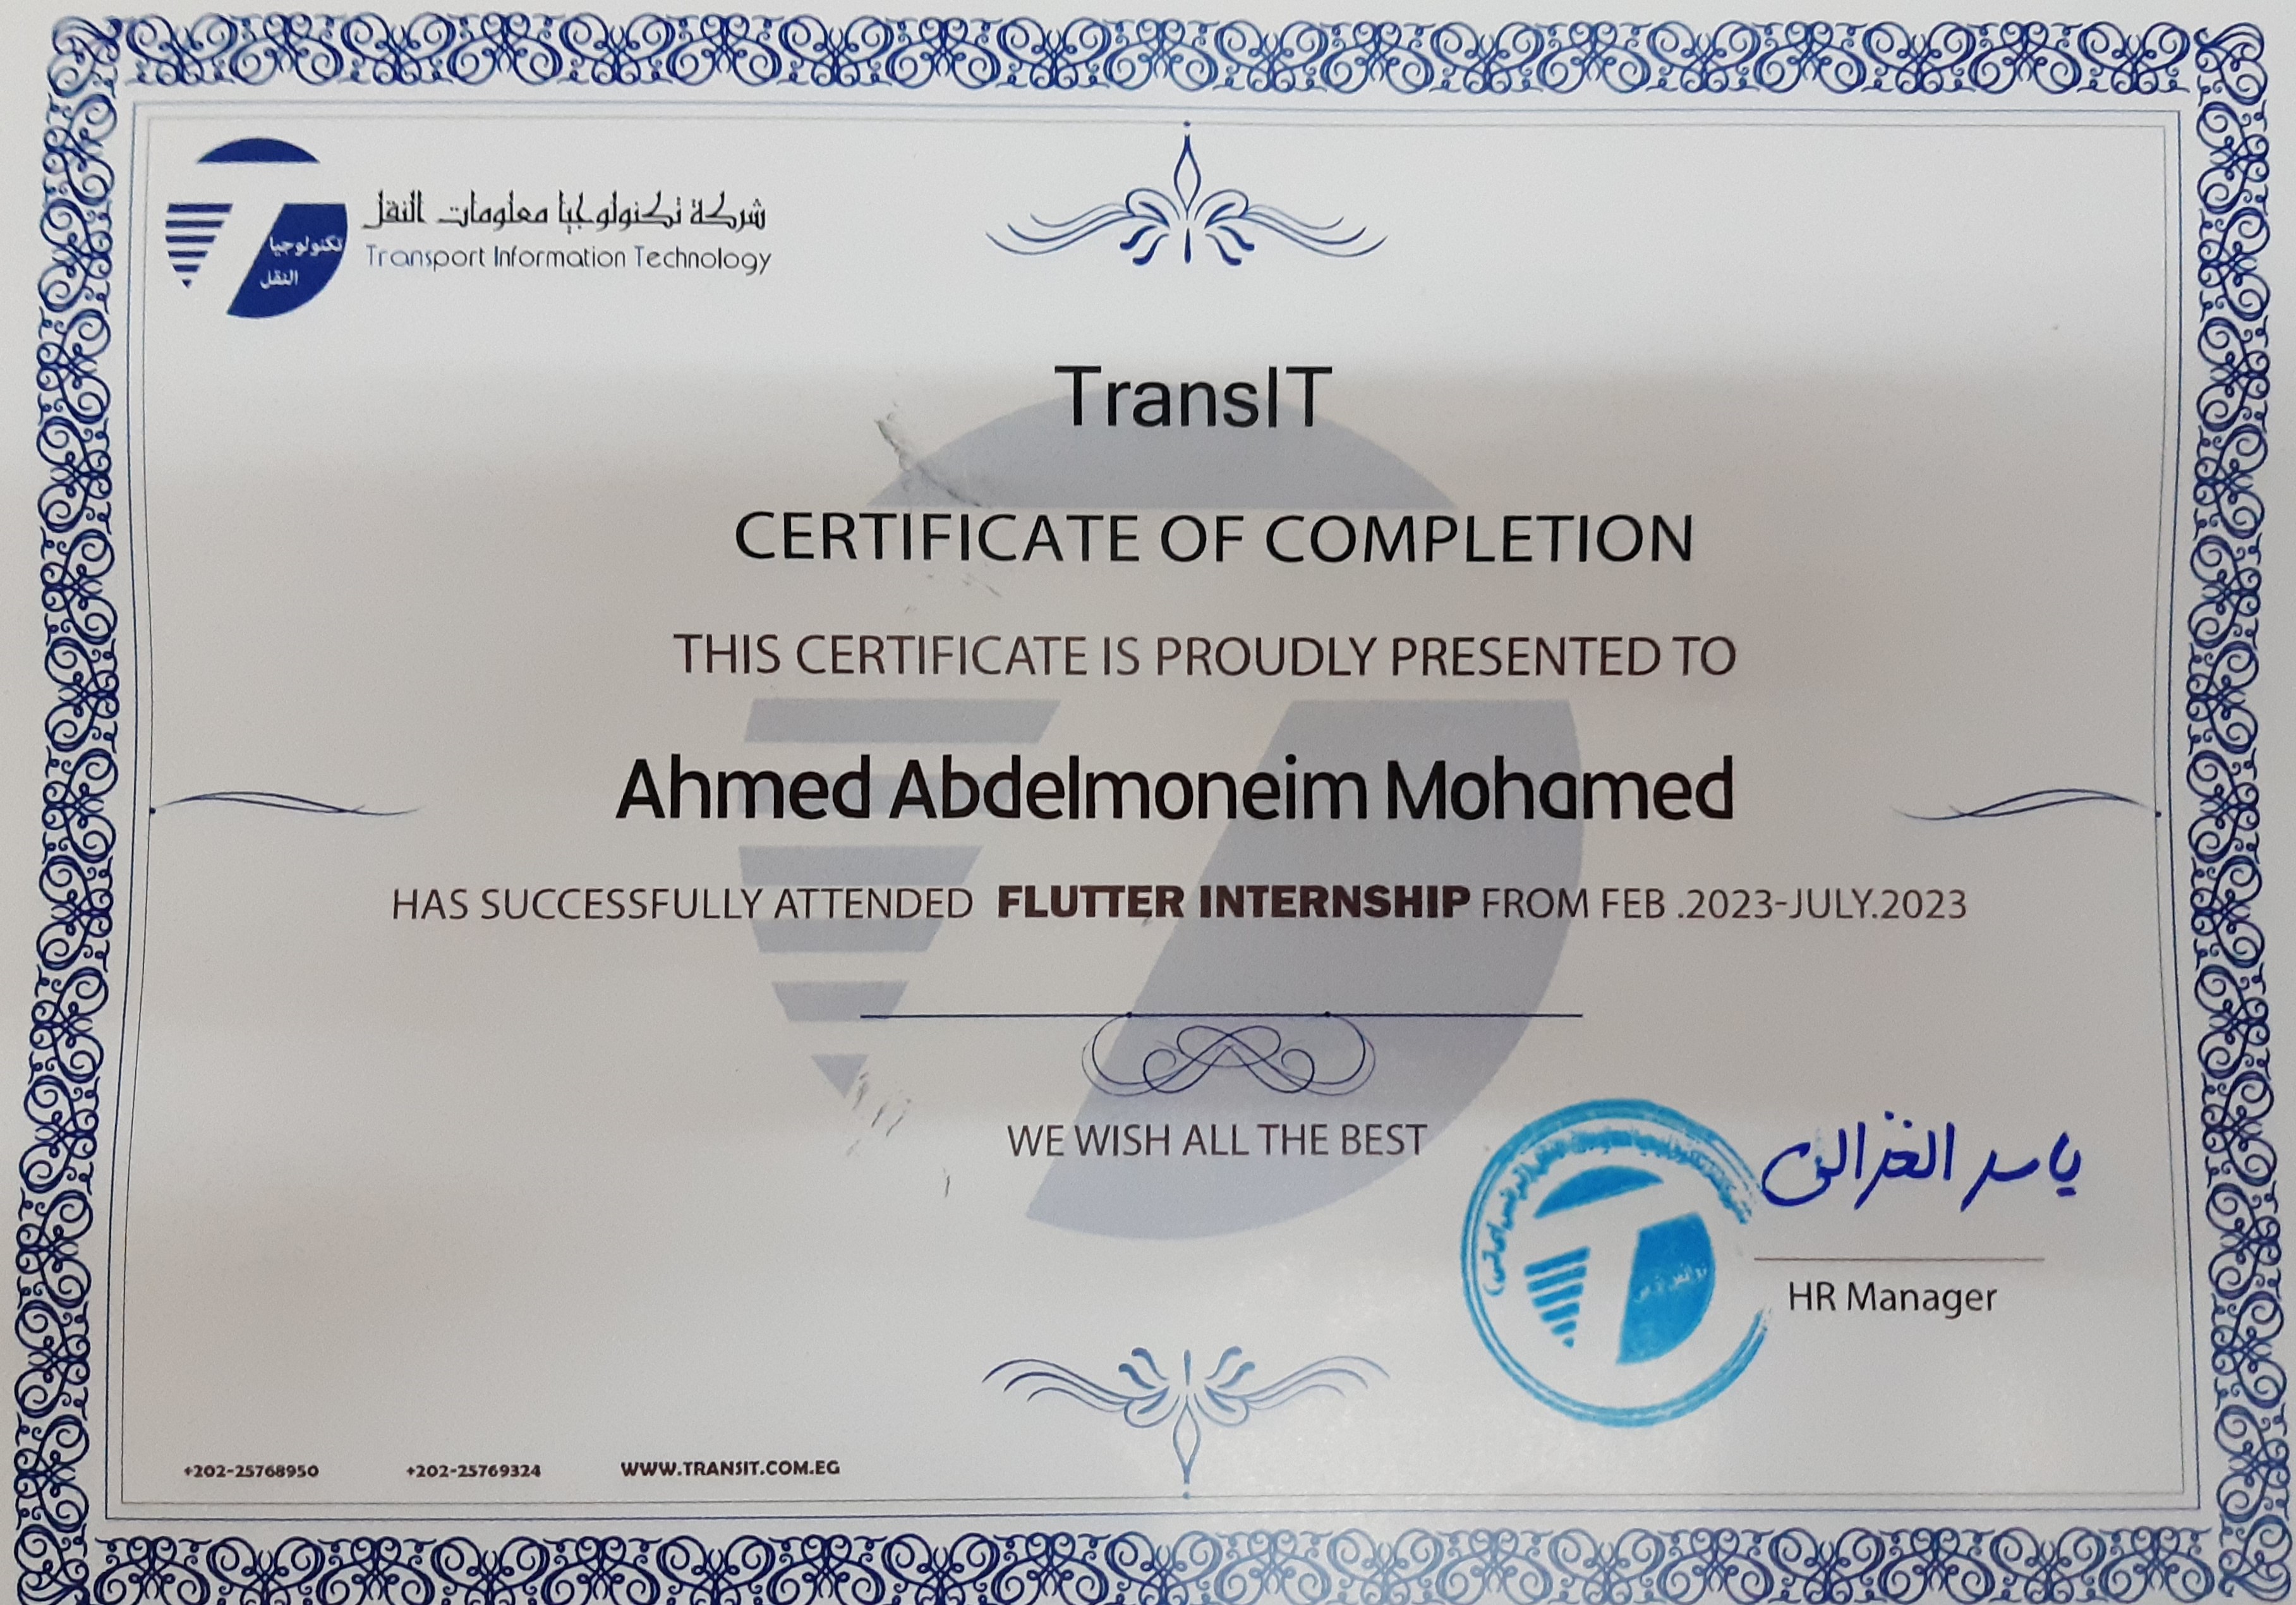 شركة تكنولوجيا معلومات النقل
Transport Information Technology
تكنولوجيا
النقل
TransIT
CERTIFICATE OF COMPLETION
THIS CERTIFICATE IS PROUDLY PRESENTED TO
Ahmed Abdelmoneim Mohamed
HAS SUCCESSFULLY ATTENDED FLUTTER INTERNSHIP FROM FEB .2023-JULY.2023
WE WISH ALL THE BEST
ياسر الغزالى
HR Manager
+202-25768950 +202-25769324 WWW.TRANSIT.COM.EG